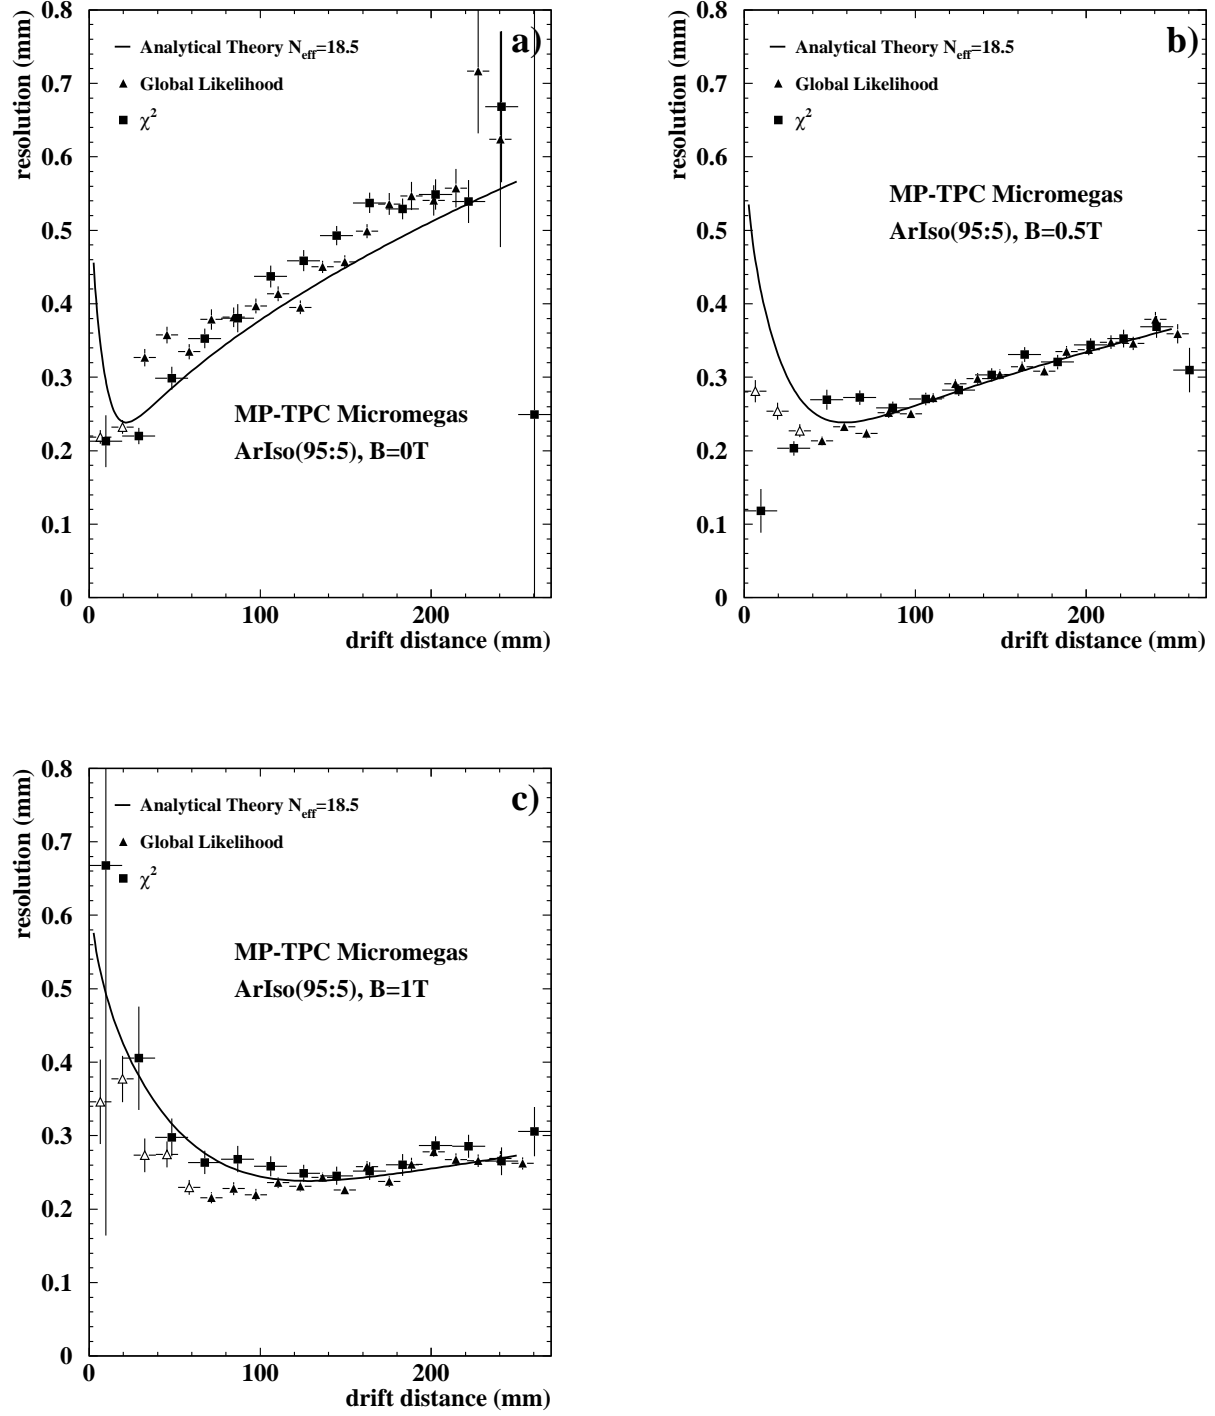 resolution (mm)
0.8
0.7
0.6
0.5
0.4
0.3
0.2
0.1
0
a)
Analytical Theory Neff=18.5
Global Likelihood
χ2
MP-TPC Micromegas
ArIso(95:5), B=0T
0 100 200
drift distance (mm)
resolution (mm)
0.8
0.7
0.6
0.5
0.4
0.3
0.2
0.1
0
b)
Analytical Theory Neff=18.5
Global Likelihood
χ2
MP-TPC Micromegas
ArIso(95:5), B=0.5T
0 100 200
drift distance (mm)
resolution (mm)
0.8
0.7
0.6
0.5
0.4
0.3
0.2
0.1
0
c)
Analytical Theory Neff=18.5
Global Likelihood
χ2
MP-TPC Micromegas
ArIso(95:5), B=1T
0 100 200
drift distance (mm)